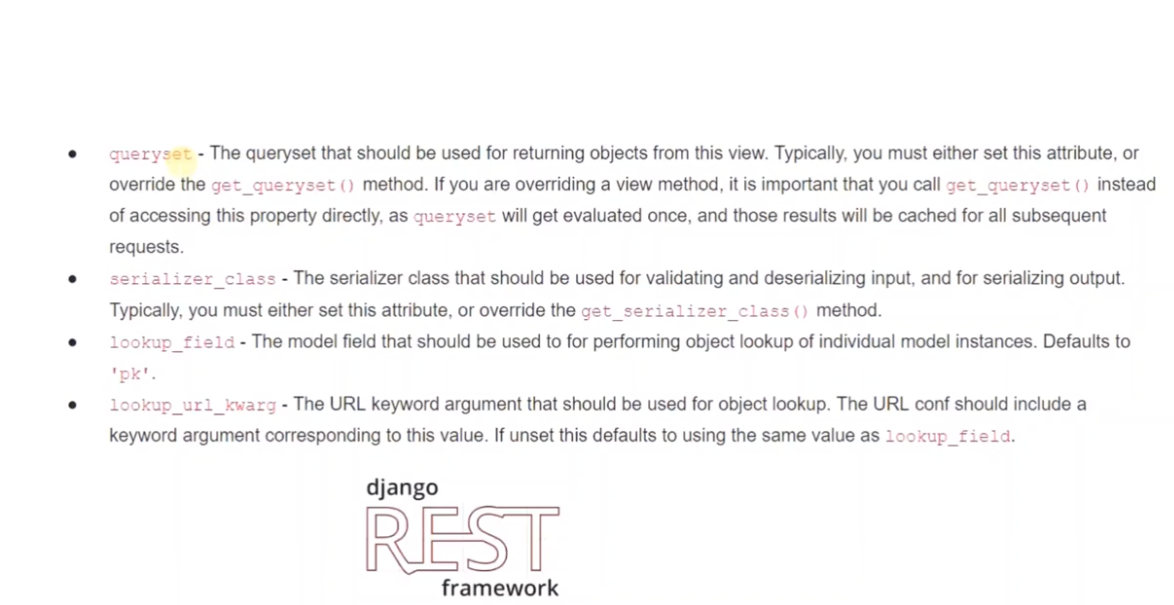 queryset - The queryset that should be used for returning objects from this view. Typically, you must either set this attribute, or
override the get_queryset() method. If you are overriding a view method, it is important that you call get_queryset() instead
of accessing this property directly, as queryset will get evaluated once, and those results will be cached for all subsequent
requests.
serializer_class - The serializer class that should be used for validating and deserializing input, and for serializing output.
Typically, you must either set this attribute, or override the get_serializer_class() method.
lookup_field - The model field that should be used to for performing object lookup of individual model instances. Defaults to
'pk'.
lookup_url_kwarg - The URL keyword argument that should be used for object lookup. The URL conf should include a
keyword argument corresponding to this value. If unset this defaults to using the same value as lookup_field.
django
REST
framework